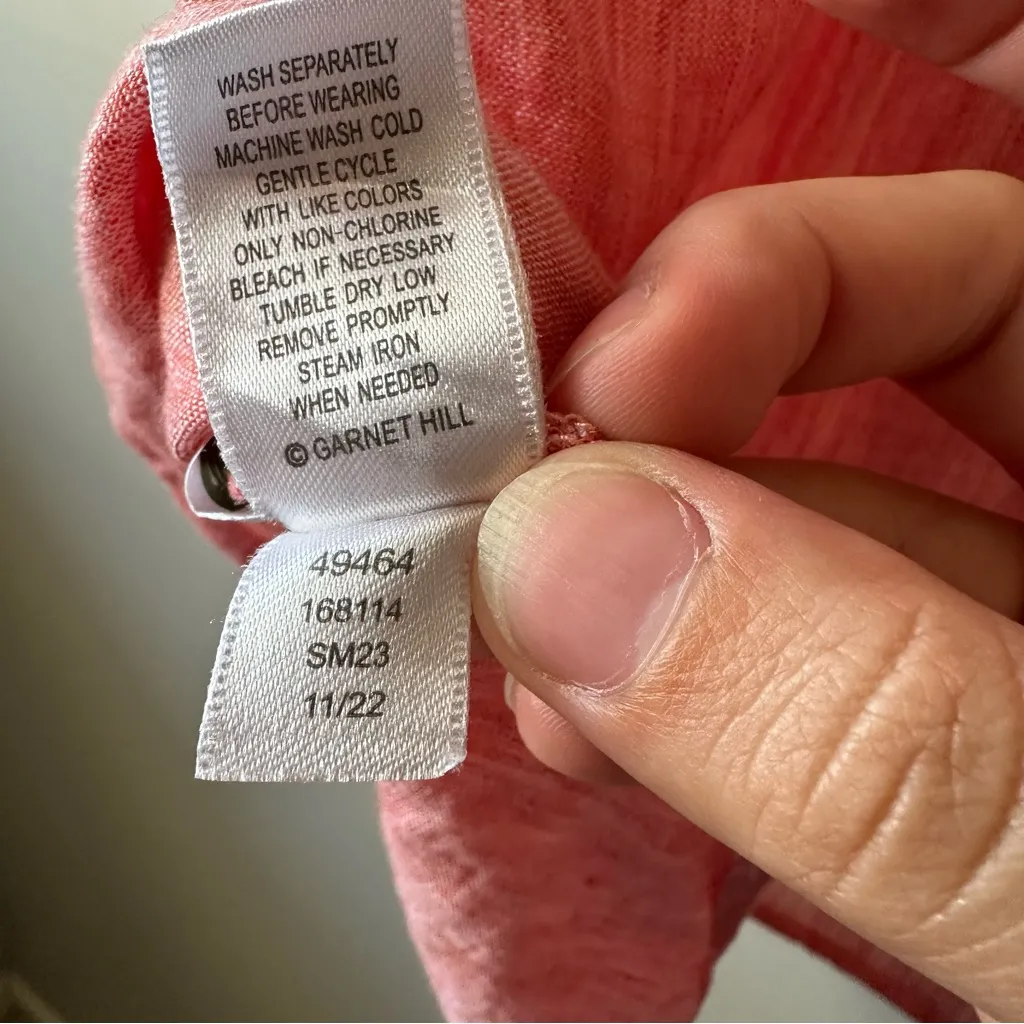 WASH SEPARATELY
BEFORE WEARING
MACHINE WASH COLD
GENTLE CYCLE
WITH LIKE COLORS
ONLY NON-CHLORINE
BLEACH IF NECESSARY
TUMBLE DRY LOW
REMOVE PROMPTLY
STEAM IRON
WHEN NEEDED
© GARNET HILL
49464
168114
SM23
11/22